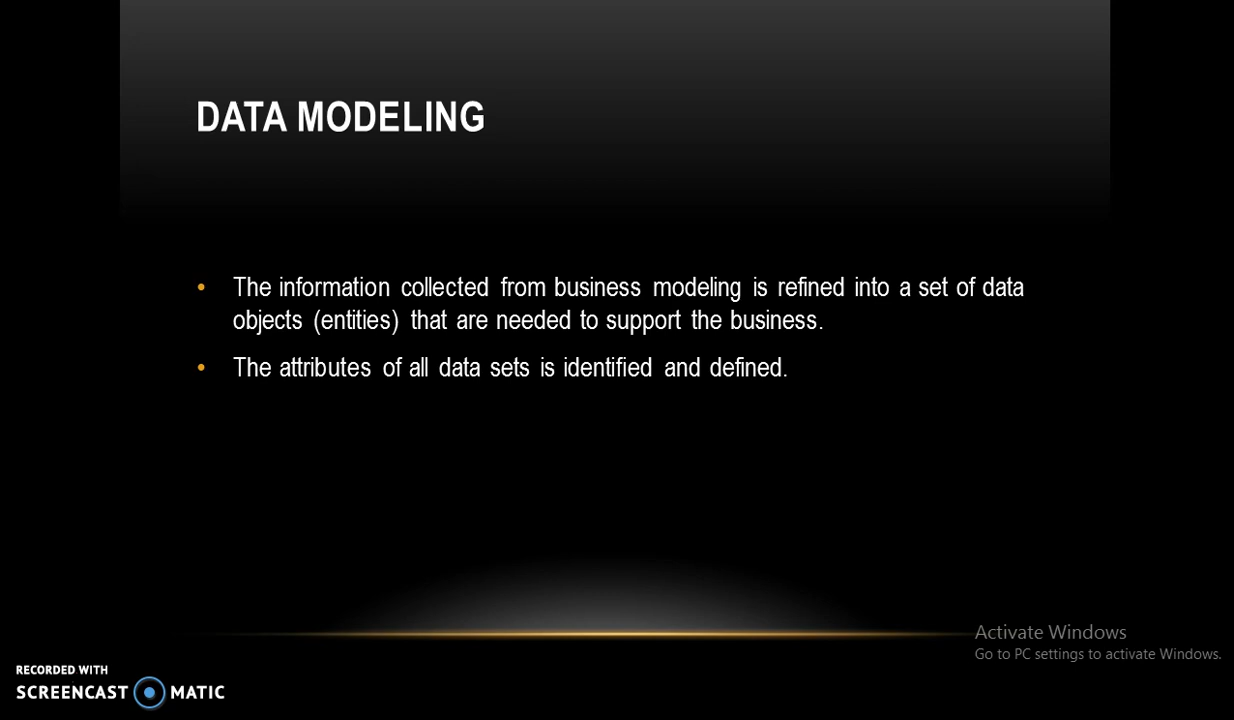 DATA MODELING
• The information collected from business modeling is refined into a set of data
objects (entities) that are needed to support the business.
• The attributes of all data sets is identified and defined.
Activate Windows
Go to PC settings to activate Windows.
RECORDED WITH
SCREENCAST MATIC